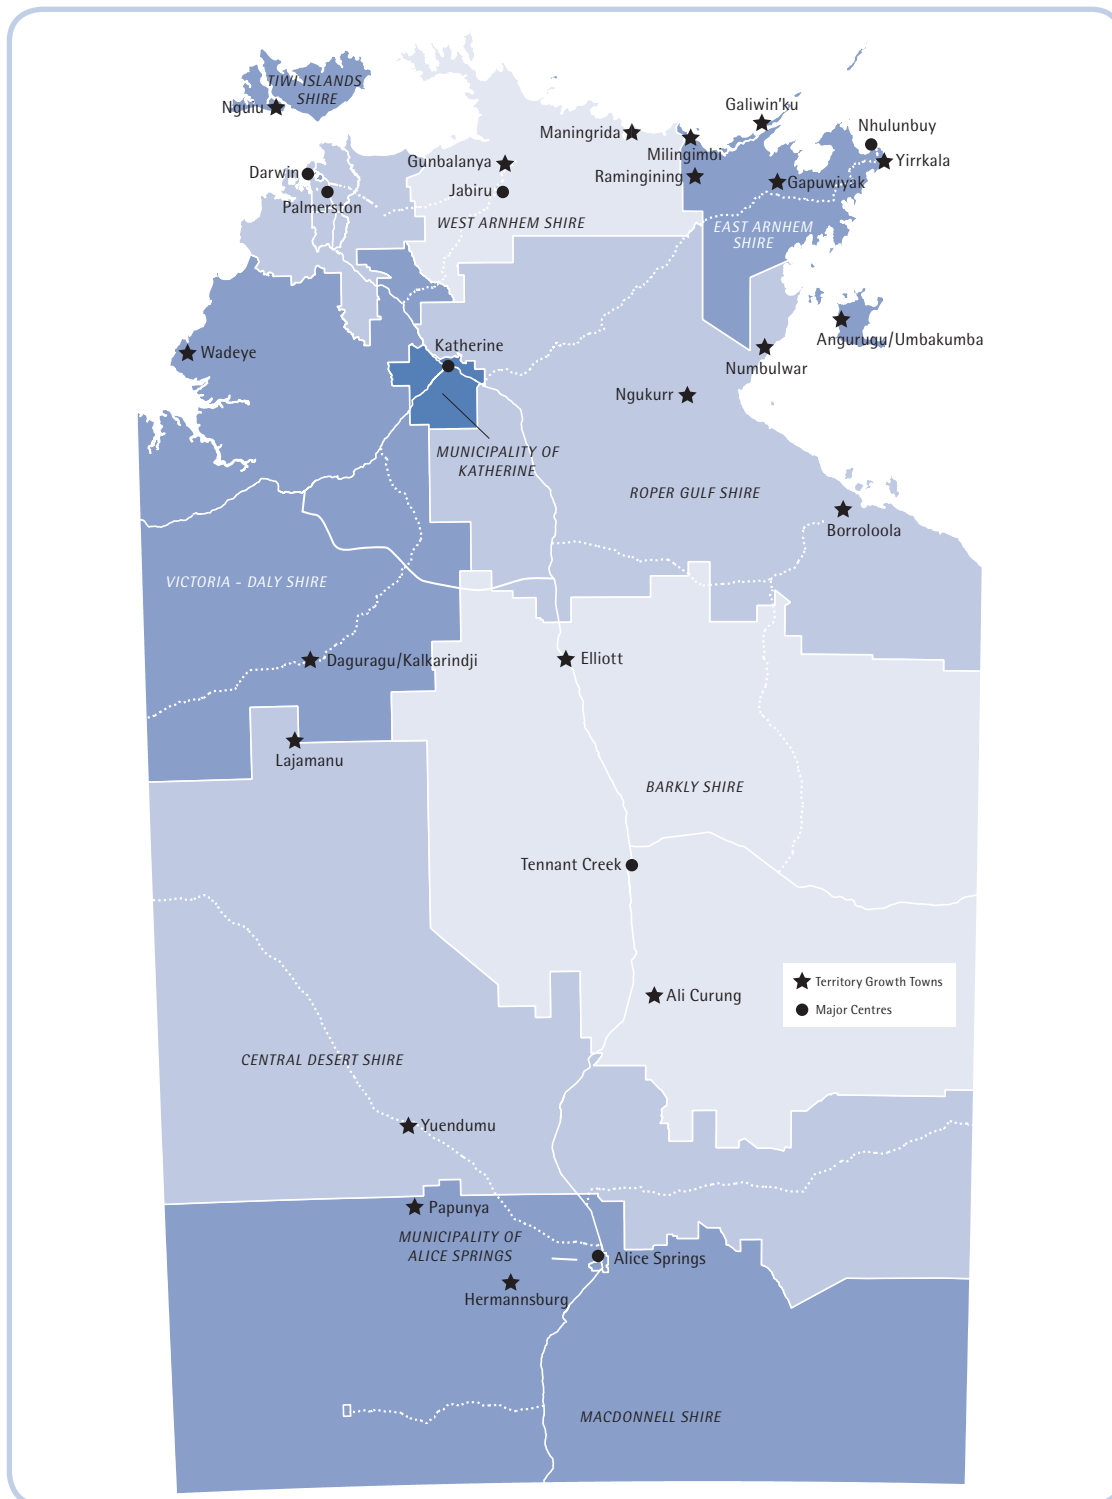 TIWI ISLANDS
SHIRE
Nguiu
Galiwin'ku
Nhulunbuy
Maningrida
Milingimbi
Yirrkala
Gunbalanya
Darwin
Ramingining
Gapuwiyak
Jabiru
Palmerston
WEST ARNHEM SHIRE
EAST ARNHEM
SHIRE
Angurugu/Umbakumba
Katherine
Wadeye
Numbulwar
Ngukurr
MUNICIPALITY OF
KATHERINE
ROPER GULF SHIRE
Borroloola
VICTORIA - DALY SHIRE
Daguragu/Kalkarindji
Elliott
Lajamanu
BARKLY SHIRE
Tennant Creek
Territory Growth Towns
Major Centres
Ali Curung
CENTRAL DESERT SHIRE
Yuendumu
Papunya
MUNICIPALITY OF
ALICE SPRINGS
Alice Springs
Hermannsburg
MACDONNELL SHIRE